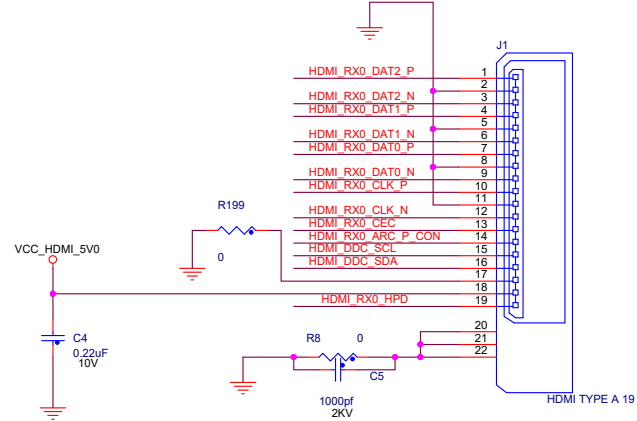 J1
HDMI_RX0_DAT2_P 1
2
HDMI_RX0_DAT2_N 3
HDMI_RX0_DAT1_P 4
5
HDMI_RX0_DAT1_N 6
HDMI_RX0_DAT0_P 7
8
HDMI_RX0_DAT0_N 9
HDMI_RX0_CLK_P 10
11
HDMI_RX0_CLK_N 12
HDMI_RX0_CEC 13
HDMI_RX0_ARC_P_CON 14
HDMI_DDC_SCL 15
HDMI_DDC_SDA 16
17
18
HDMI_RX0_HPD 19
20
21
22
HDMI TYPE A 19
R199
0
VCC_HDMI_5V0
C4
0.22uF
10V
R8 0
C5
1000pf
2KV